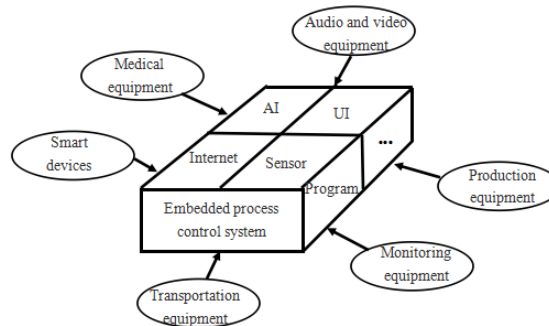 Audio and video
equipment
Medical
equipment
AI
UI
Smart
devices
Internet
Sensor
...
Program
Production
equipment
Embedded process
control system
Monitoring
equipment
Transportation
equipment